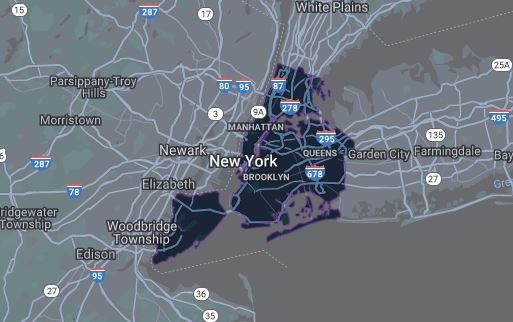 15
287
17
White Plains
25A
Parsippany-Troy
Hills
80
95
87
278
9A
3
MANHATTAN
Morristown
295
135
495
287
Newark
New York
QUEENS
Garden City
Farmingdale
78
Elizabeth
BROOKLYN
678
27
ridgewater
Township
Woodbridge
Township
Edison
95
27
36
35